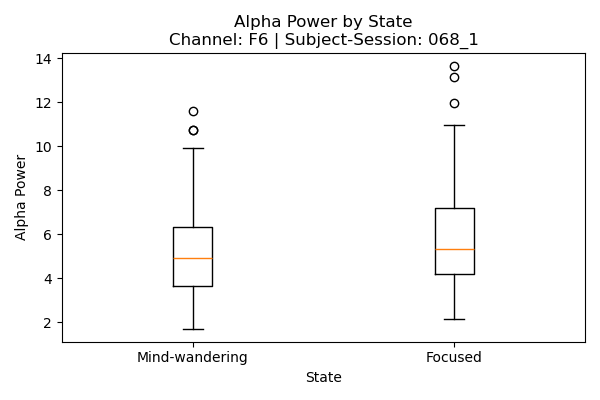 Alpha Power by State
Channel: F6 | Subject-Session: 068_1
14
12
10
8
6
4
2
Alpha Power
Mind-wandering
Focused
State